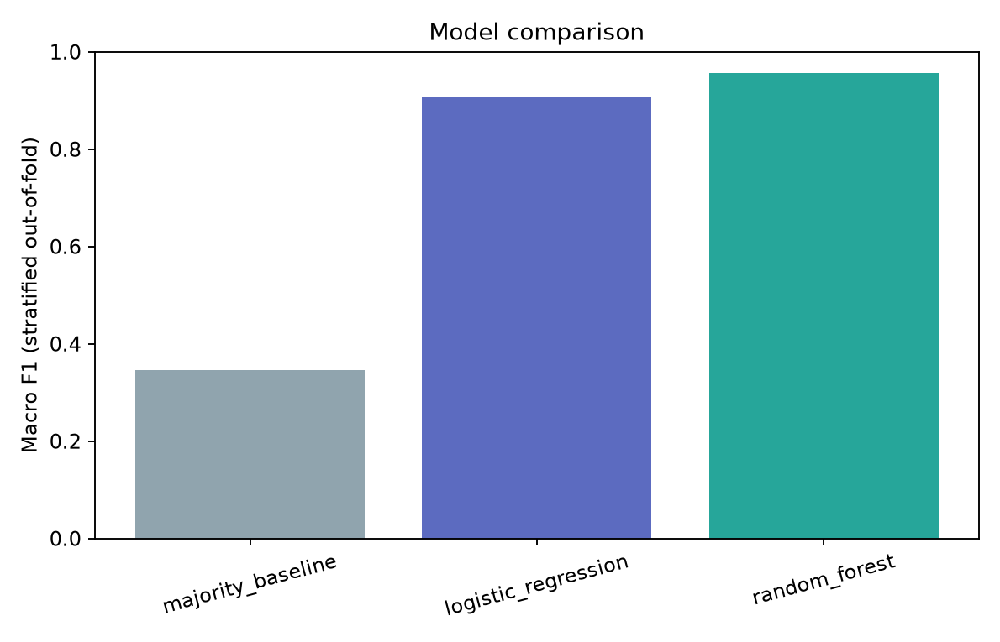 Model comparison
Macro F1 (stratified out-of-fold)
1.0
0.8
0.6
0.4
0.2
0.0
majority_baseline
logistic_regression
random_forest